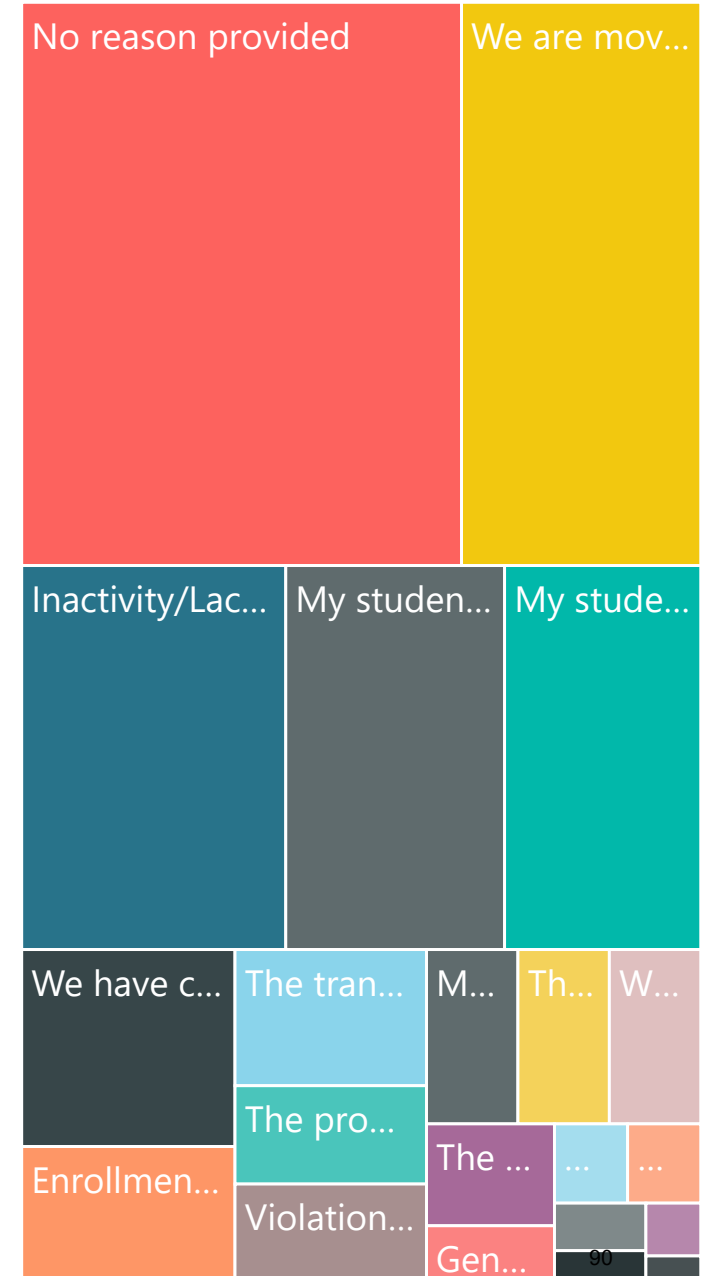 No reason provided
We are mov...
Inactivity/Lac...
My studen...
My stude...
We have c...
The tran...
M...
Th...
W...
The pro...
Enrollmen...
Violation...
The ...
...
...
Gen...
90